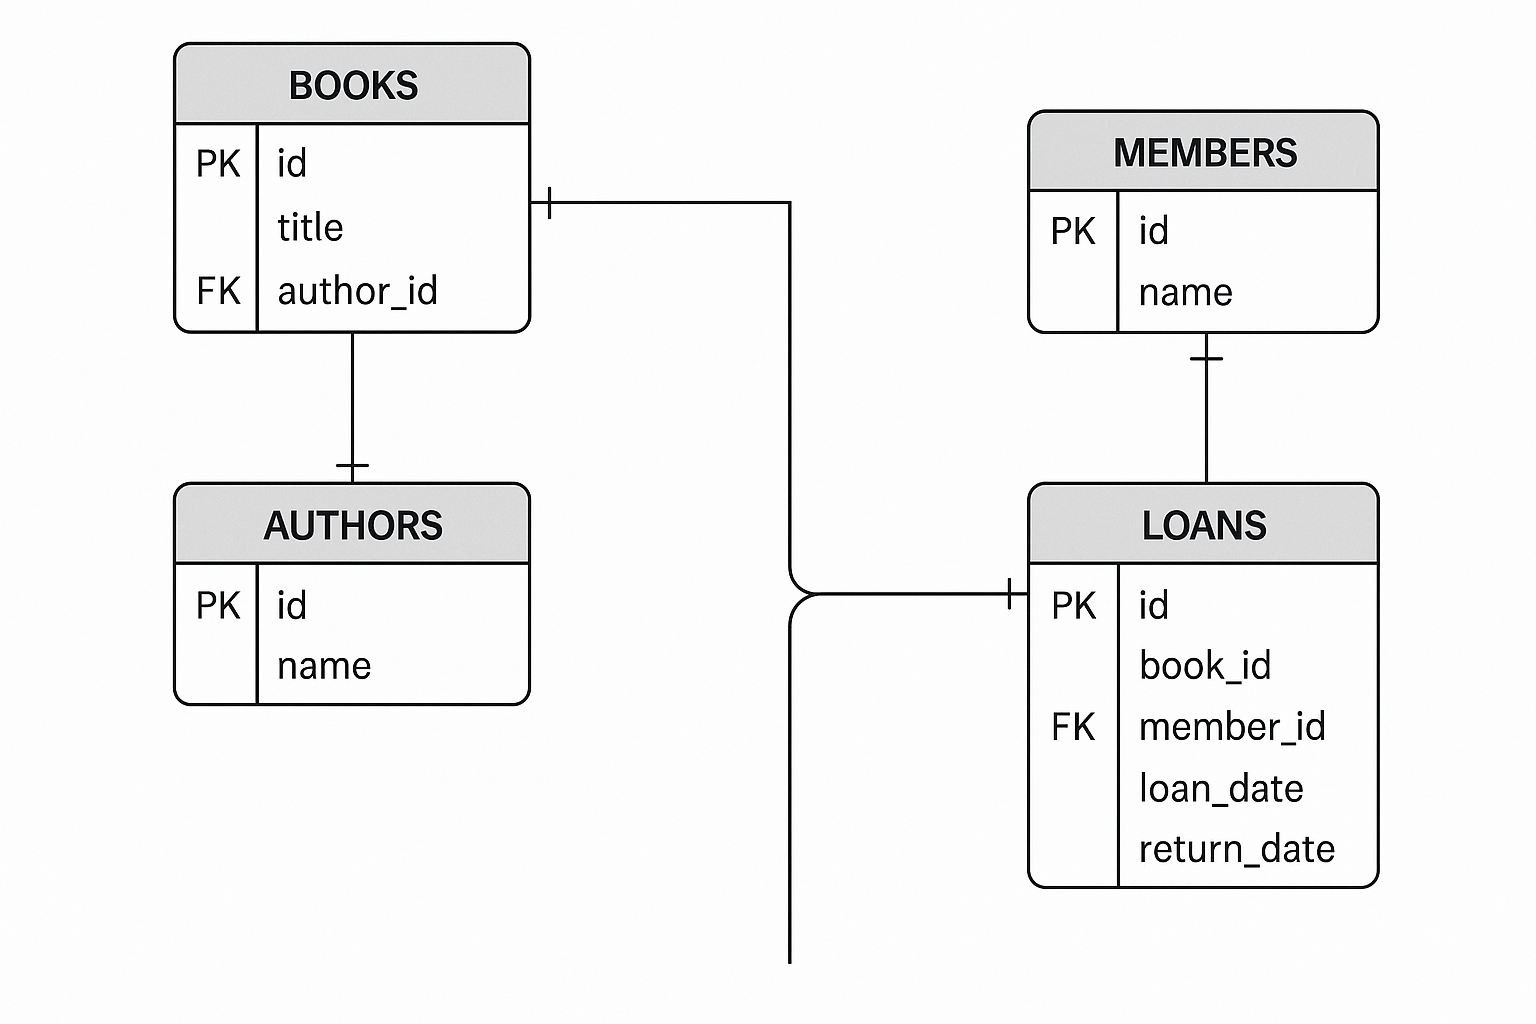 BOOKS
PK id
title
FK author_id
MEMBERS
PK id
name
AUTHORS
PK id
name
LOANS
PK id
book_id
FK member_id
loan_date
return_date